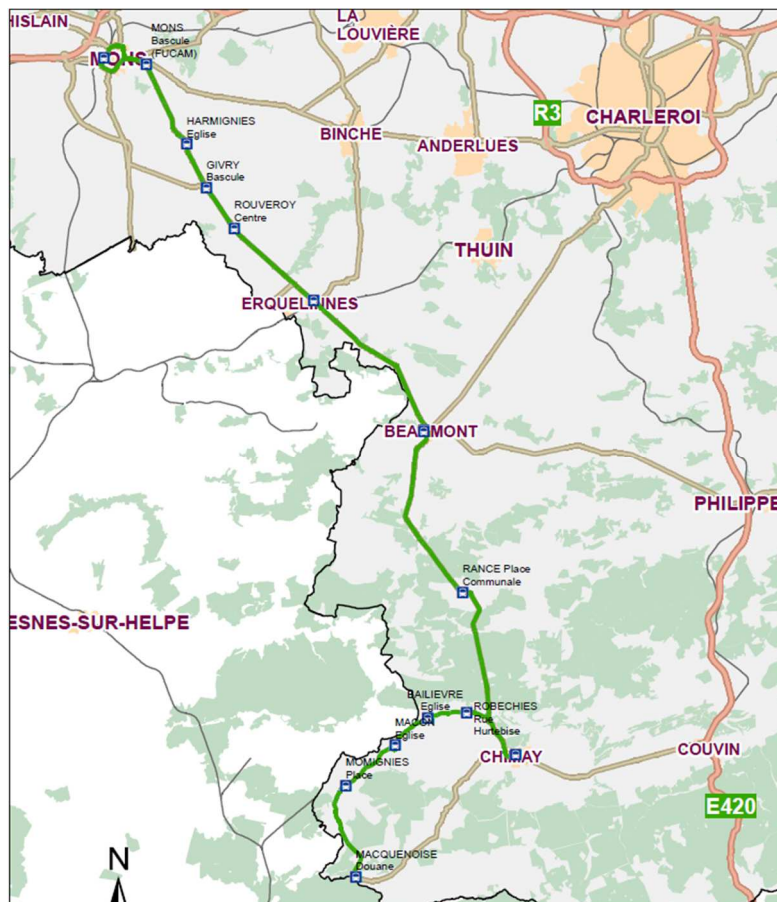 HISLAIN
LA
LOUVIÈRE
MONS
Bascule
(FUCAM)
MONS
R3
CHARLEROI
HARMIGNIES
Eglise
BINCHE
ANDERLUES
GIVRY
Bascule
ROUVEROY
Centre
THUIN
ERQUELINNES
BEAUMONT
PHILIPPE
RANCE Place
Communale
ESNES-SUR-HELPE
BAILIEVRE
Eglise
ROBECHIES
Rue
Hurtebise
MACON
Eglise
CHIMAY
COUVIN
MOMIGNIES
Place
E420
MACQUENOISE
Douane
N